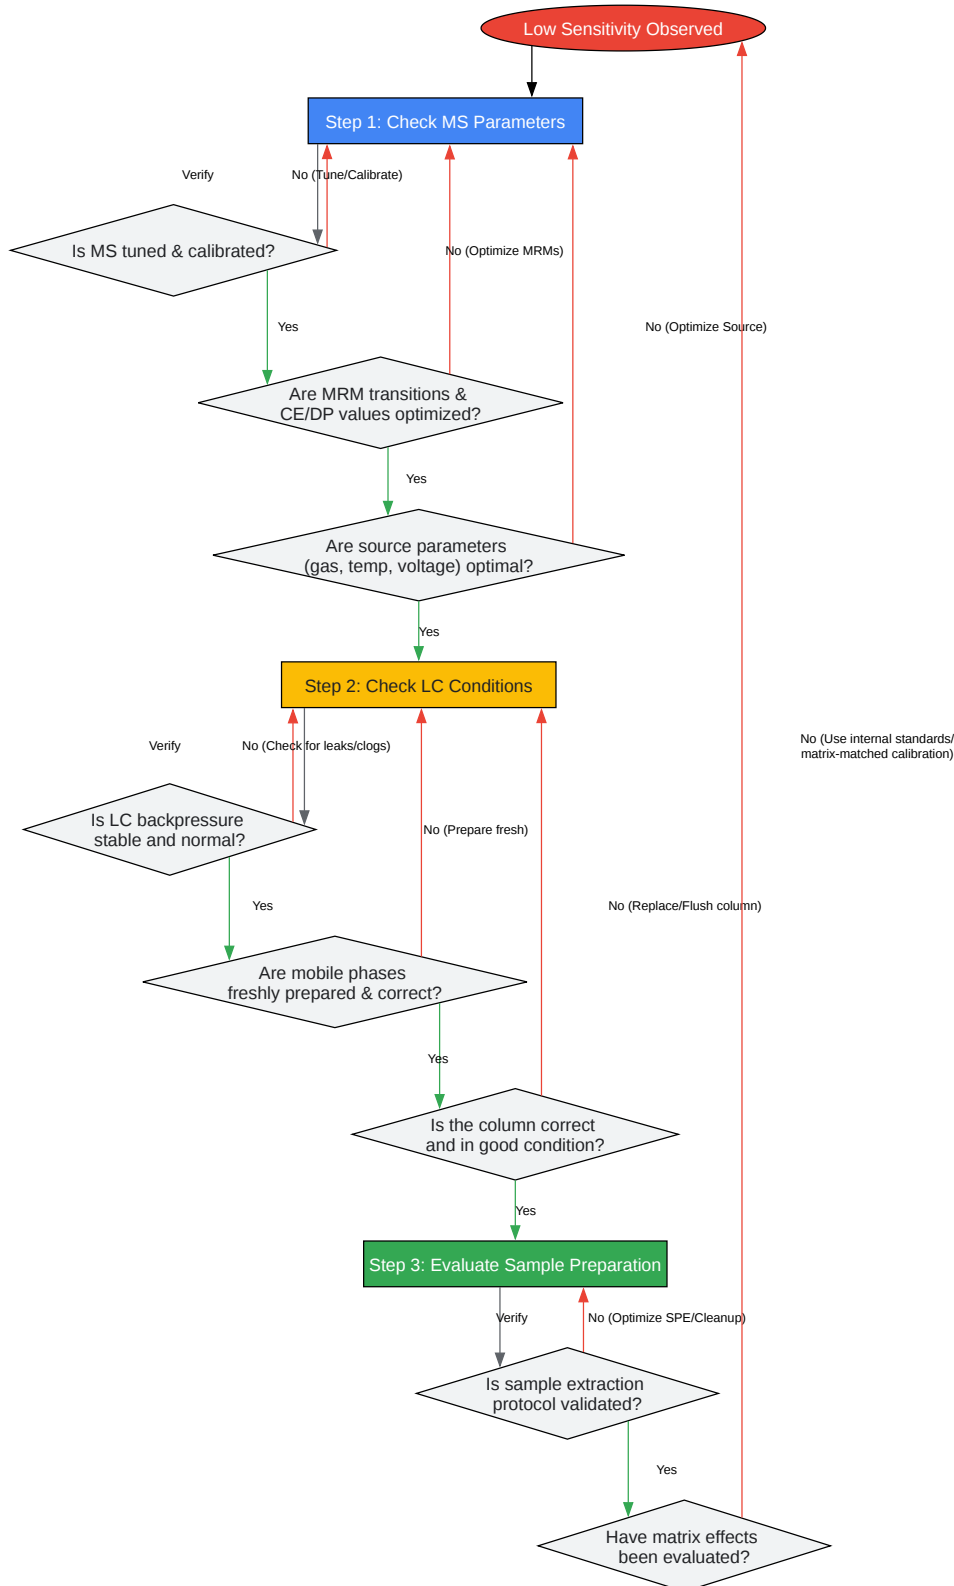 Low Sensitivity Observed
Step 1: Check MS Parameters
Verify
No (Tune/Calibrate)
Is MS tuned & calibrated?
No (Optimize MRMs)
Yes
No (Optimize Source)
Are MRM transitions &
CE/DP values optimized?
Yes
Are source parameters
(gas, temp, voltage) optimal?
Yes
Step 2: Check LC Conditions
Verify
No (Check for leaks/clogs)
No (Use internal standards/
matrix-matched calibration)
Is LC backpressure
stable and normal?
No (Prepare fresh)
Yes
No (Replace/Flush column)
Are mobile phases
freshly prepared & correct?
Yes
Is the column correct
and in good condition?
Yes
Step 3: Evaluate Sample Preparation
Verify
No (Optimize SPE/Cleanup)
Is sample extraction
protocol validated?
Yes
Have matrix effects
been evaluated?